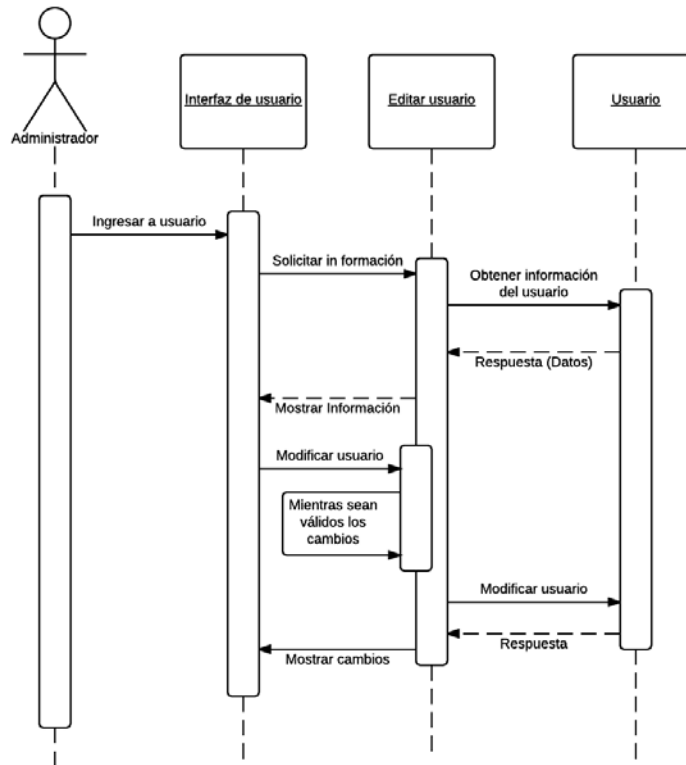 Administrador
Interfaz de usuario
Editar usuario
Usuario
Ingresar a usuario
Solicitar in formación
Obtener información
del usuario
Respuesta (Datos)
Mostrar Información
Modificar usuario
Mientras sean
válidos los
cambios
Modificar usuario
Respuesta
Mostrar cambios